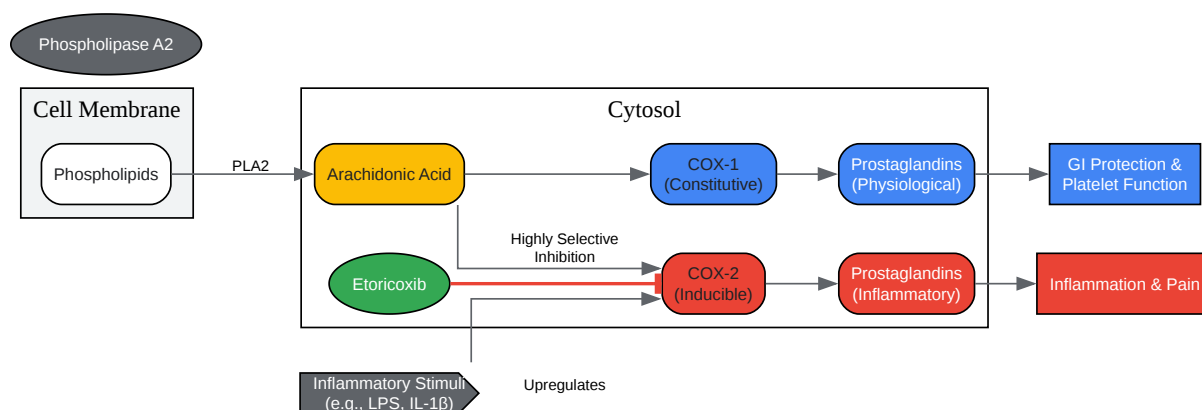 Phospholipase A2
Cell Membrane
Cytosol
Phospholipids
PLA2
Arachidonic Acid
COX-1
(Constitutive)
Prostaglandins
(Physiological)
GI Protection &
Platelet Function
Highly Selective
Inhibition
Etoricoxib
COX-2
(Inducible)
Prostaglandins
(Inflammatory)
Inflammation & Pain
Inflammatory Stimuli
(e.g., LPS, IL-1β)
Upregulates